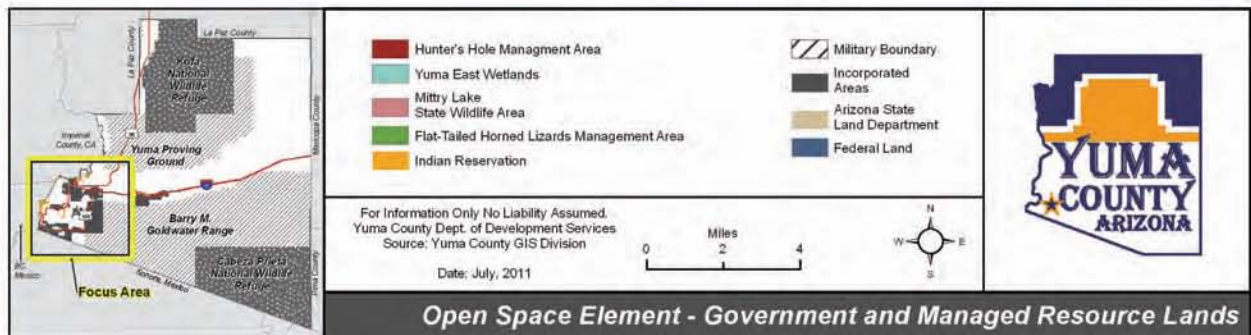 La Paz County
La Paz County
Kofa
National
Wildlife
Refuge
Maricopa County
Imperial
County, CA
Yuma Proving
Ground
Barry M.
Goldwater Range
Cabeza Prieta
National Wildlife
Refuge
Pima County
BC
Mexico
Sonora, Mexico
Focus Area
Hunter's Hole Managment Area
Yuma East Wetlands
Mittry Lake
State Wildlife Area
Flat-Tailed Horned Lizards Management Area
Indian Reservation
Military Boundary
Incorporated
Areas
Arizona State
Land Department
Federal Land
For Information Only No Liability Assumed.
Yuma County Dept. of Development Services
Source: Yuma County GIS Division
Date: July, 2011
Miles
0 2 4
N
W E
S
YUMA
COUNTY
ARIZONA
Open Space Element - Government and Managed Resource Lands